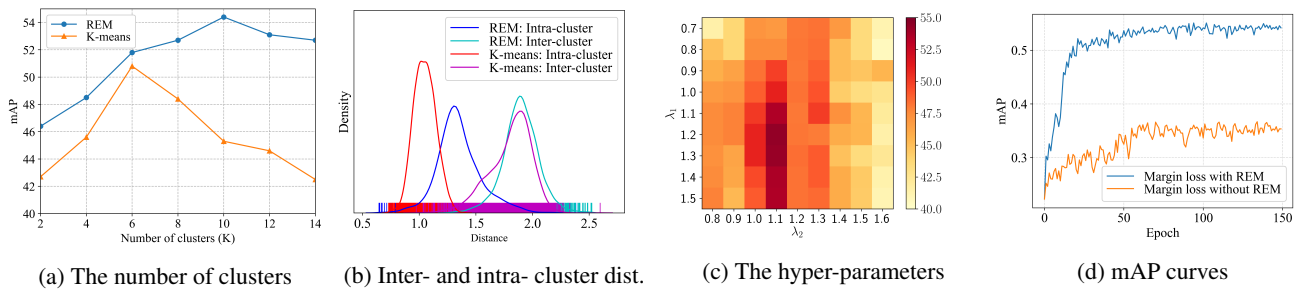 54
52
50
48
46
44
42
40
mAP
REM
K-means
2 4 6 8 10 12 14
Number of clusters (K)
(a) The number of clusters
Density
REM: Intra-cluster
REM: Inter-cluster
K-means: Intra-cluster
K-means: Inter-cluster
0.5 1.0 1.5 2.0 2.5
Distance
(b) Inter- and intra- cluster dist.
λ1
0.7
0.8
0.9
1.0
1.1
1.2
1.3
1.4
1.5
0.8 0.9 1.0 1.1 1.2 1.3 1.4 1.5 1.6
λ2
55.0
52.5
50.0
47.5
45.0
42.5
40.0
(c) The hyper-parameters
mAP
0.5
0.4
0.3
Margin loss with REM
Margin loss without REM
0 50 100 150
Epoch
(d) mAP curves